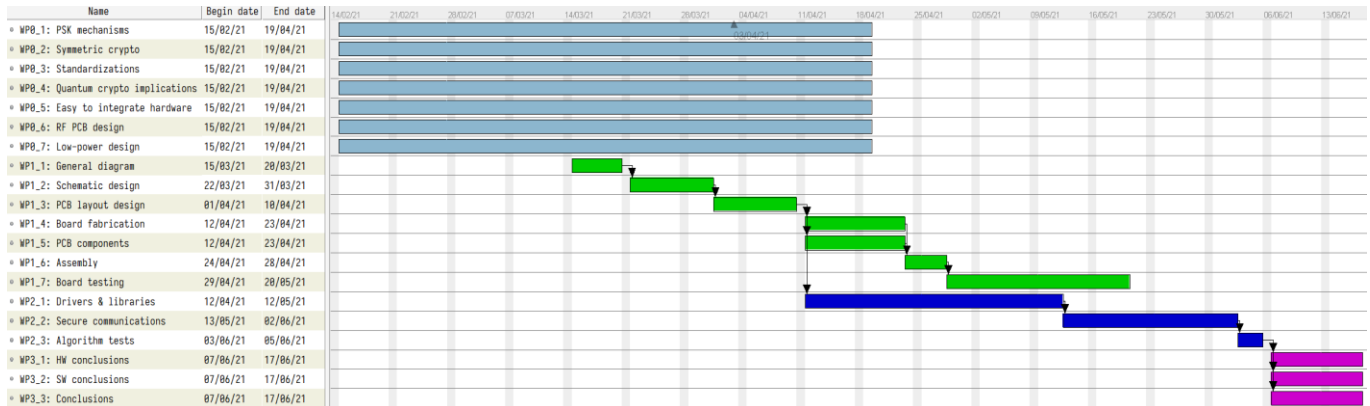 Name Begin date End date 14/02/21 21/02/21 28/02/21 07/03/21 14/03/21 21/03/21 28/03/21 04/04/21 11/04/21 18/04/21 25/04/21 02/05/21 09/05/21 16/05/21 23/05/21 30/05/21 06/06/21 13/06/21
WP0_1: PSK mechanisms 15/02/21 19/04/21
03/04/21
WP0_2: Symmetric crypto 15/02/21 19/04/21
WP0_3: Standardizations 15/02/21 19/04/21
WP0_4: Quantum crypto implications 15/02/21 19/04/21
WP0_5: Easy to integrate hardware 15/02/21 19/04/21
WP0_6: RF PCB design 15/02/21 19/04/21
WP0_7: Low-power design 15/02/21 19/04/21
WP1_1: General diagram 15/03/21 20/03/21
WP1_2: Schematic design 22/03/21 31/03/21
WP1_3: PCB layout design 01/04/21 10/04/21
WP1_4: Board fabrication 12/04/21 23/04/21
WP1_5: PCB components 12/04/21 23/04/21
WP1_6: Assembly 24/04/21 28/04/21
WP1_7: Board testing 29/04/21 20/05/21
WP2_1: Drivers & libraries 12/04/21 12/05/21
WP2_2: Secure communications 13/05/21 02/06/21
WP2_3: Algorithm tests 03/06/21 05/06/21
WP3_1: HW conclusions 07/06/21 17/06/21
WP3_2: SW conclusions 07/06/21 17/06/21
WP3_3: Conclusions 07/06/21 17/06/21